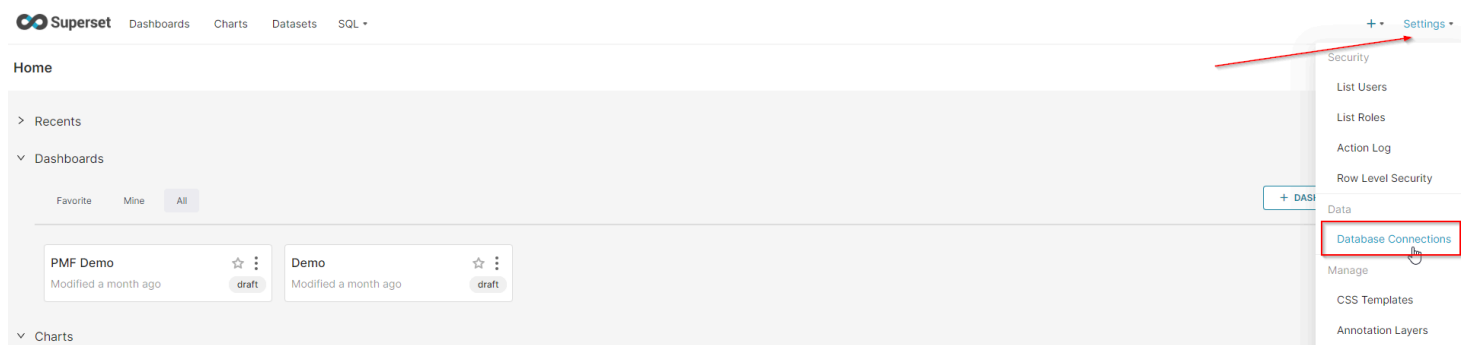 Superset Dashboards Charts Datasets SQL + Settings
Home
Security
List Users
List Roles
Action Log
Row Level Security
Data
Database Connections
Manage
CSS Templates
Annotation Layers
Recents
Dashboards
Favorite Mine All
+ DASH
PMF Demo
Modified a month ago draft
Demo
Modified a month ago draft
Charts